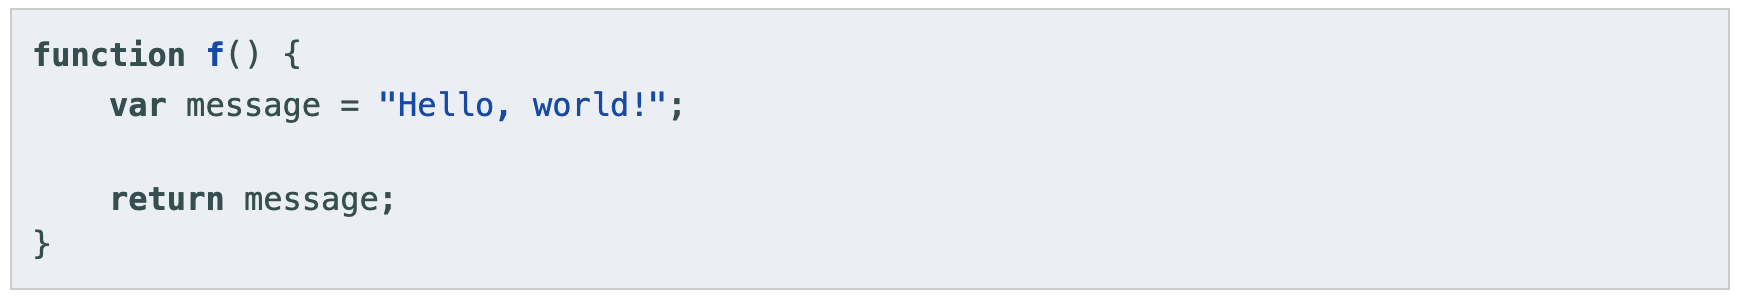 function f() {
    var message = "Hello, world!";

    return message;
}